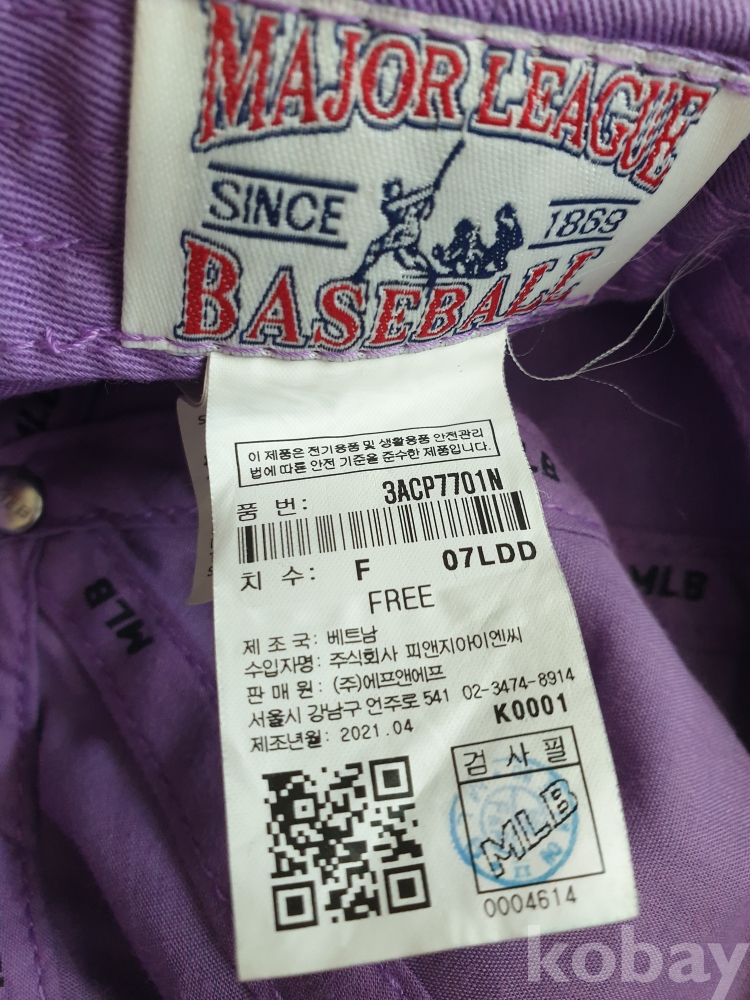 MAJOR LEAGUE
SINCE 1869
BASEBALL
이 제품은 전기용품 및 생활용품 안전관리
법에 따른 안전 기준을 준수한 제품입니다.
품 번: 3ACP7701N
치 수: F 07LDD
FREE
제 조 국: 베트남
수입자명: 주식회사 피앤지아이엔씨
판 매 원: (주)에프앤에프
서울시 강남구 언주로 541 02-3474-8914
제조년월: 2021.04 K0001
검 사 필
MLB
0004614
MLB
MLB
kobay